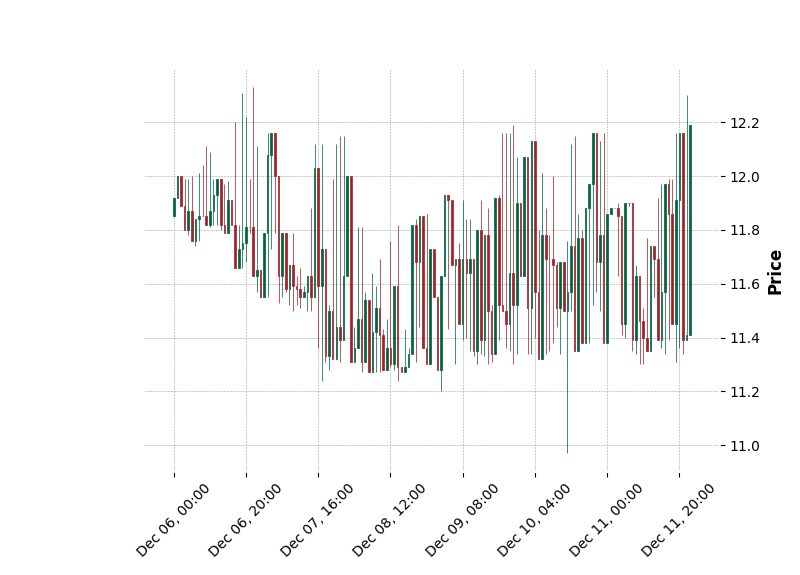 12.2
12.0
11.8
11.6
11.4
11.2
11.0
Price
Dec 06, 00:00
Dec 06, 20:00
Dec 07, 16:00
Dec 08, 12:00
Dec 09, 08:00
Dec 10, 04:00
Dec 11, 00:00
Dec 11, 20:00